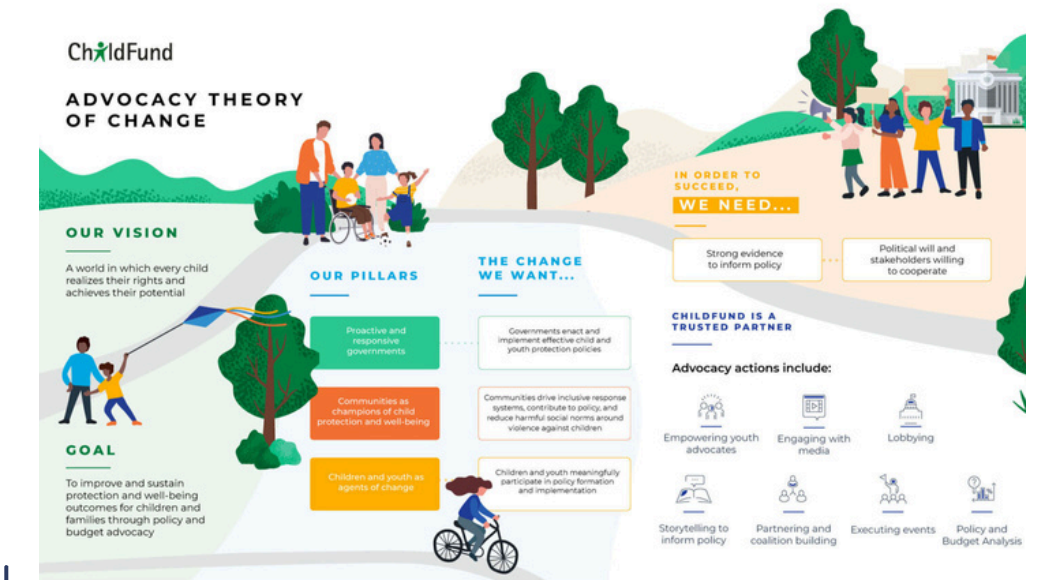 ChildFund
ADVOCACY THEORY
OF CHANGE
OUR VISION
A world in which every child
realizes their rights and
achieves their potential
GOAL
To improve and sustain
protection and well-being
outcomes for children and
families through policy and
budget advocacy
OUR PILLARS
Proactive and
responsive
governments
Communities as
champions of child
protection and well-being
Children and youth as
agents of change
THE CHANGE
WE WANT...
Governments enact and
implement effective child and
youth protection policies
Communities drive inclusive response
systems, contribute to policy, and
reduce harmful social norms around
violence against children
Children and youth meaningfully
participate in policy formation
and implementation
IN ORDER TO
SUCCEED,
WE NEED...
Strong evidence
to inform policy
Political will and
stakeholders willing
to cooperate
CHILDFUND IS A
TRUSTED PARTNER
Advocacy actions include:
Empowering youth
advocates
Engaging with
media
Lobbying
Storytelling to
inform policy
Partnering and
coalition building
Executing events
Policy and
Budget Analysis